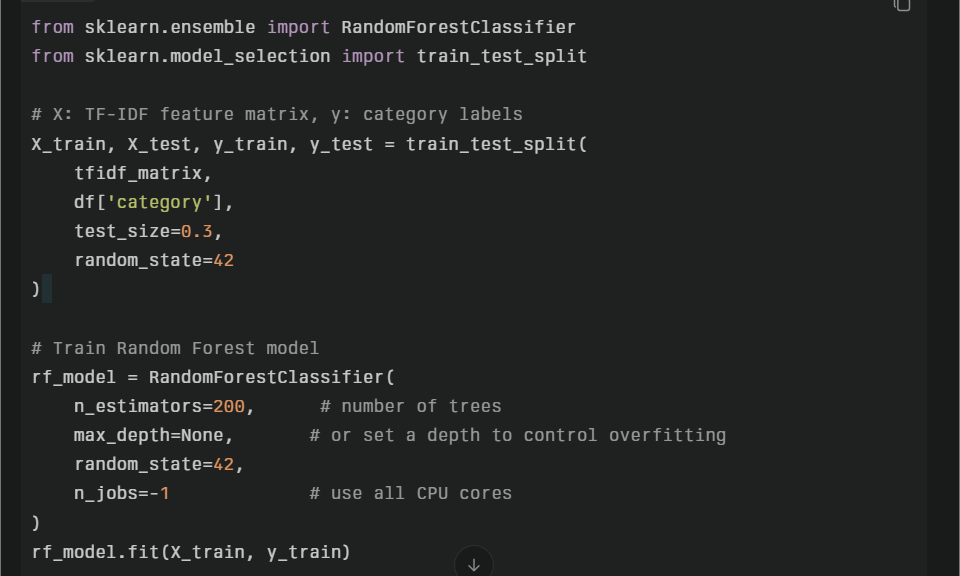 from sklearn.ensemble import RandomForestClassifier
from sklearn.model_selection import train_test_split
# X: TF-IDF feature matrix, y: category labels
X_train, X_test, y_train, y_test = train_test_split(
    tfidf_matrix,
    df['category'],
    test_size=0.3,
    random_state=42
)
# Train Random Forest model
rf_model = RandomForestClassifier(
    n_estimators=200,      # number of trees
    max_depth=None,       # or set a depth to control overfitting
    random_state=42,
    n_jobs=-1             # use all CPU cores
)
rf_model.fit(X_train, y_train)